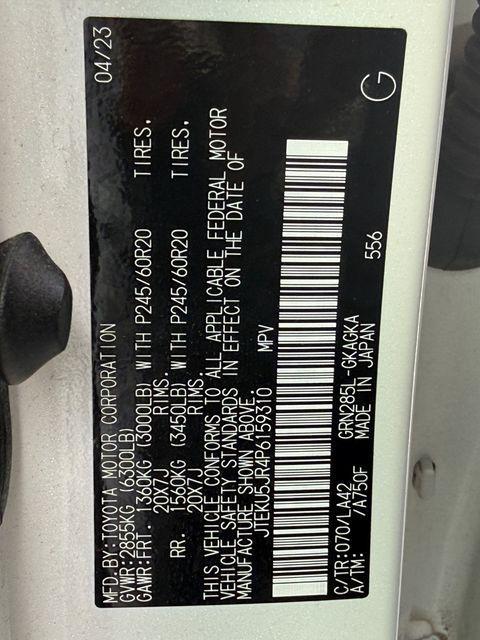 MFD.BY:TOYOTA MOTOR CORPORATION 04/23
GVWR:2855KG (6300LB)
GAWR:FRT. 1360KG (3000LB) WITH P245/60R20 TIRES.
20X7J RIMS.
RR. 1560KG (3450LB) WITH P245/60R20 TIRES.
20X7J RIMS.
THIS VEHICLE CONFORMS TO ALL APPLICABLE FEDERAL MOTOR
VEHICLE SAFETY STANDARDS IN EFFECT ON THE DATE OF
MANUFACTURE SHOWN ABOVE.
JTEKU5JR4P6159310 MPV
C/TR:070/LA42 GRN285L-GKAGKA
A/TM: /A750F MADE IN JAPAN
556
G